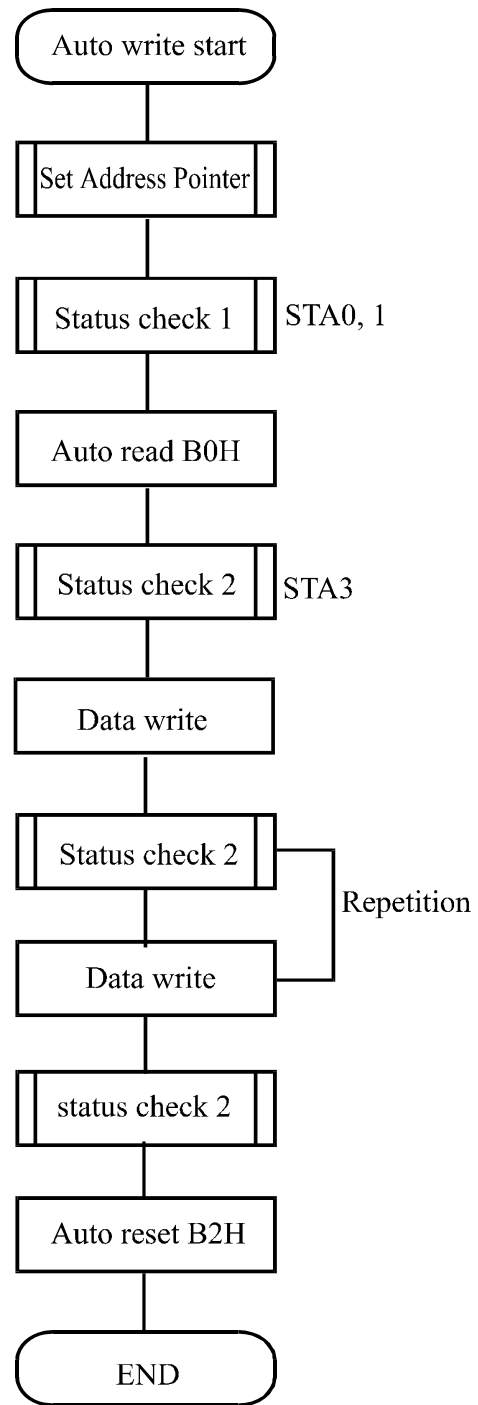 Auto write start
Set Address Pointer
Status check 1
STA0, 1
Auto read B0H
Status check 2
STA3
Data write
Status check 2
Repetition
Data write
status check 2
Auto reset B2H
END